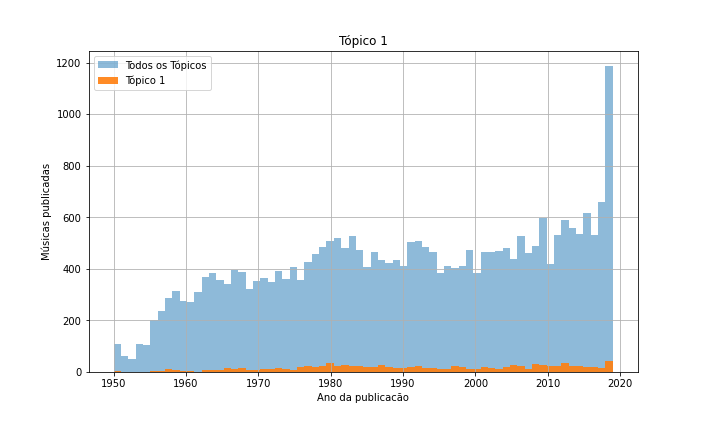 Tópico 1
Todos os Tópicos
Tópico 1
1200
1000
800
600
400
200
0
Músicas publicadas
1950 1960 1970 1980 1990 2000 2010 2020
Ano da publicacão